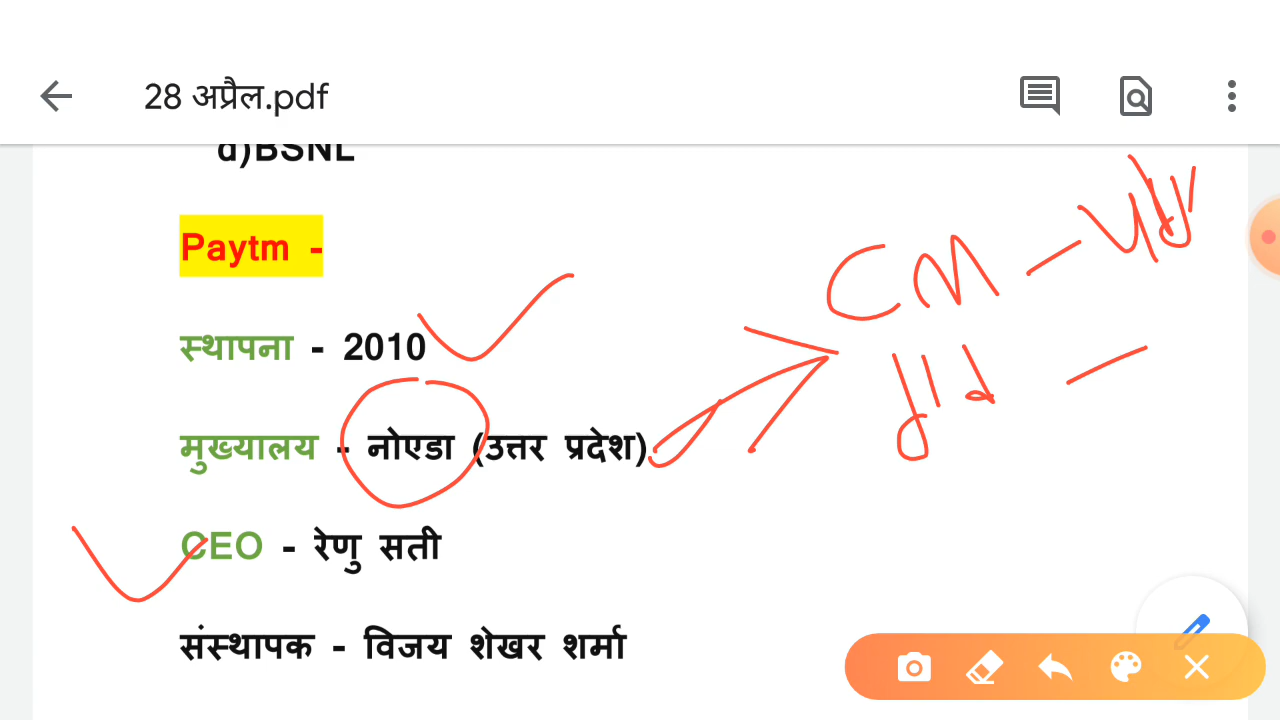 28 अप्रैल.pdf
d)BSNL
Paytm -
स्थापना - 2010
मुख्यालय - नोएडा (उत्तर प्रदेश)
CEO - रेणु सती
संस्थापक - विजय शेखर शर्मा
CM -